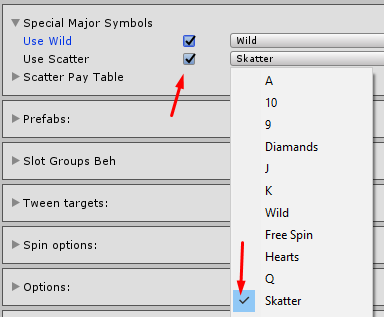 Special Major Symbols
Use Wild Wild
Use Scatter Skatter
Scatter Pay Table
A
10
9
Diamands
J
K
Wild
Free Spin
Hearts
Q
Skatter
Prefabs:
Slot Groups Beh
Tween targets:
Spin options:
Options: